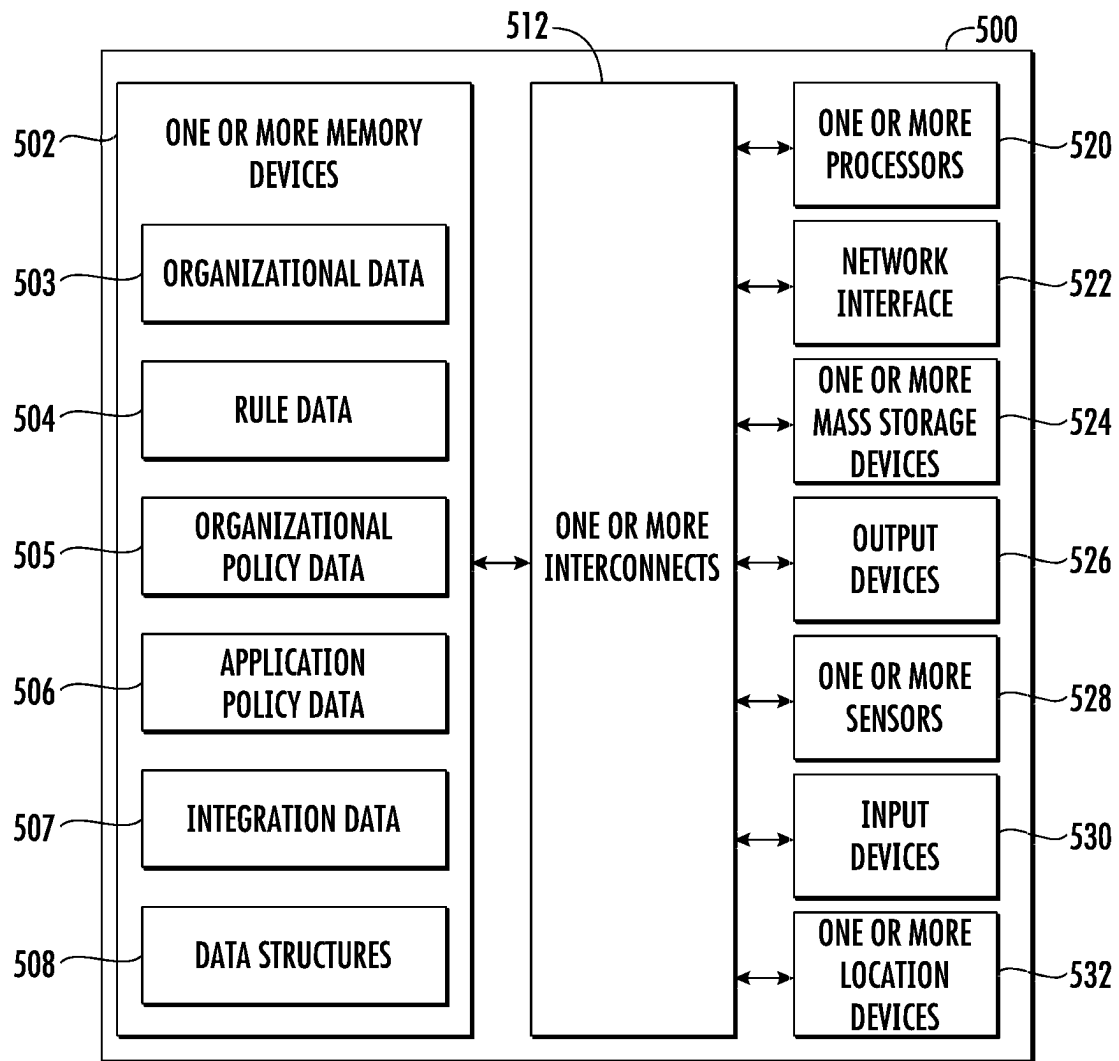 512
500
502
ONE OR MORE MEMORY
DEVICES
503
ORGANIZATIONAL DATA
504
RULE DATA
505
ORGANIZATIONAL
POLICY DATA
506
APPLICATION
POLICY DATA
507
INTEGRATION DATA
508
DATA STRUCTURES
ONE OR MORE
INTERCONNECTS
ONE OR MORE
PROCESSORS
520
NETWORK
INTERFACE
522
ONE OR MORE
MASS STORAGE
DEVICES
524
OUTPUT
DEVICES
526
ONE OR MORE
SENSORS
528
INPUT
DEVICES
530
ONE OR MORE
LOCATION
DEVICES
532